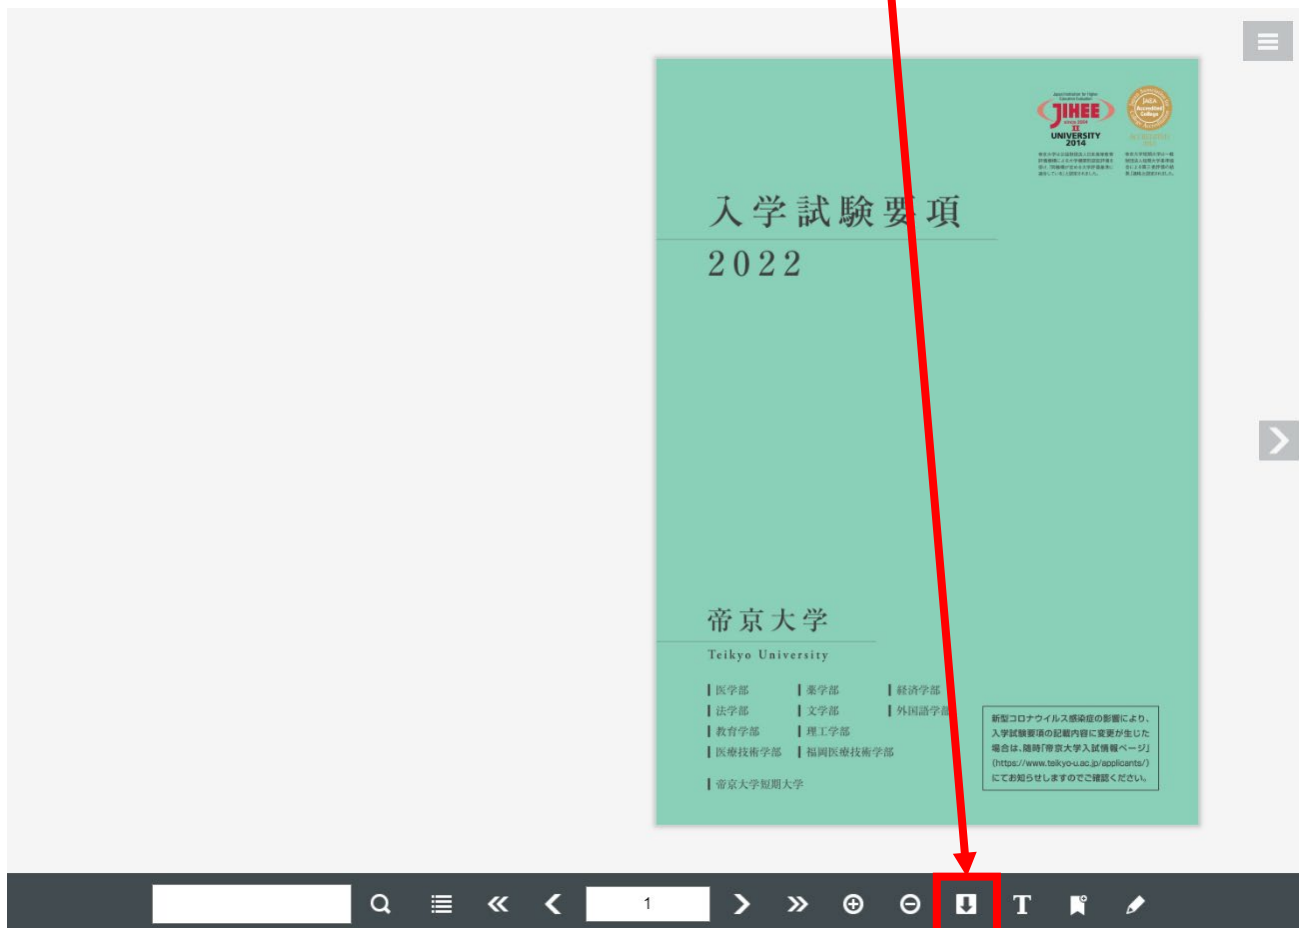 JIHEE
UNIVERSITY
2014
JACA
Accredited
College
入学試験要項
2022
帝京大学
Teikyo University
医学部 薬学部 経済学部
法学部 文学部 外国語学部
教育学部 理工学部
医療技術学部 福岡医療技術学部
帝京大学短期大学
新型コロナウイルス感染症の影響により、
入学試験要項の記載内容に変更が生じた
場合は、随時「帝京大学入試情報ページ」
(https://www.teikyo-u.ac.jp/applicants/)
にてお知らせしますのでご確認ください。
1
T